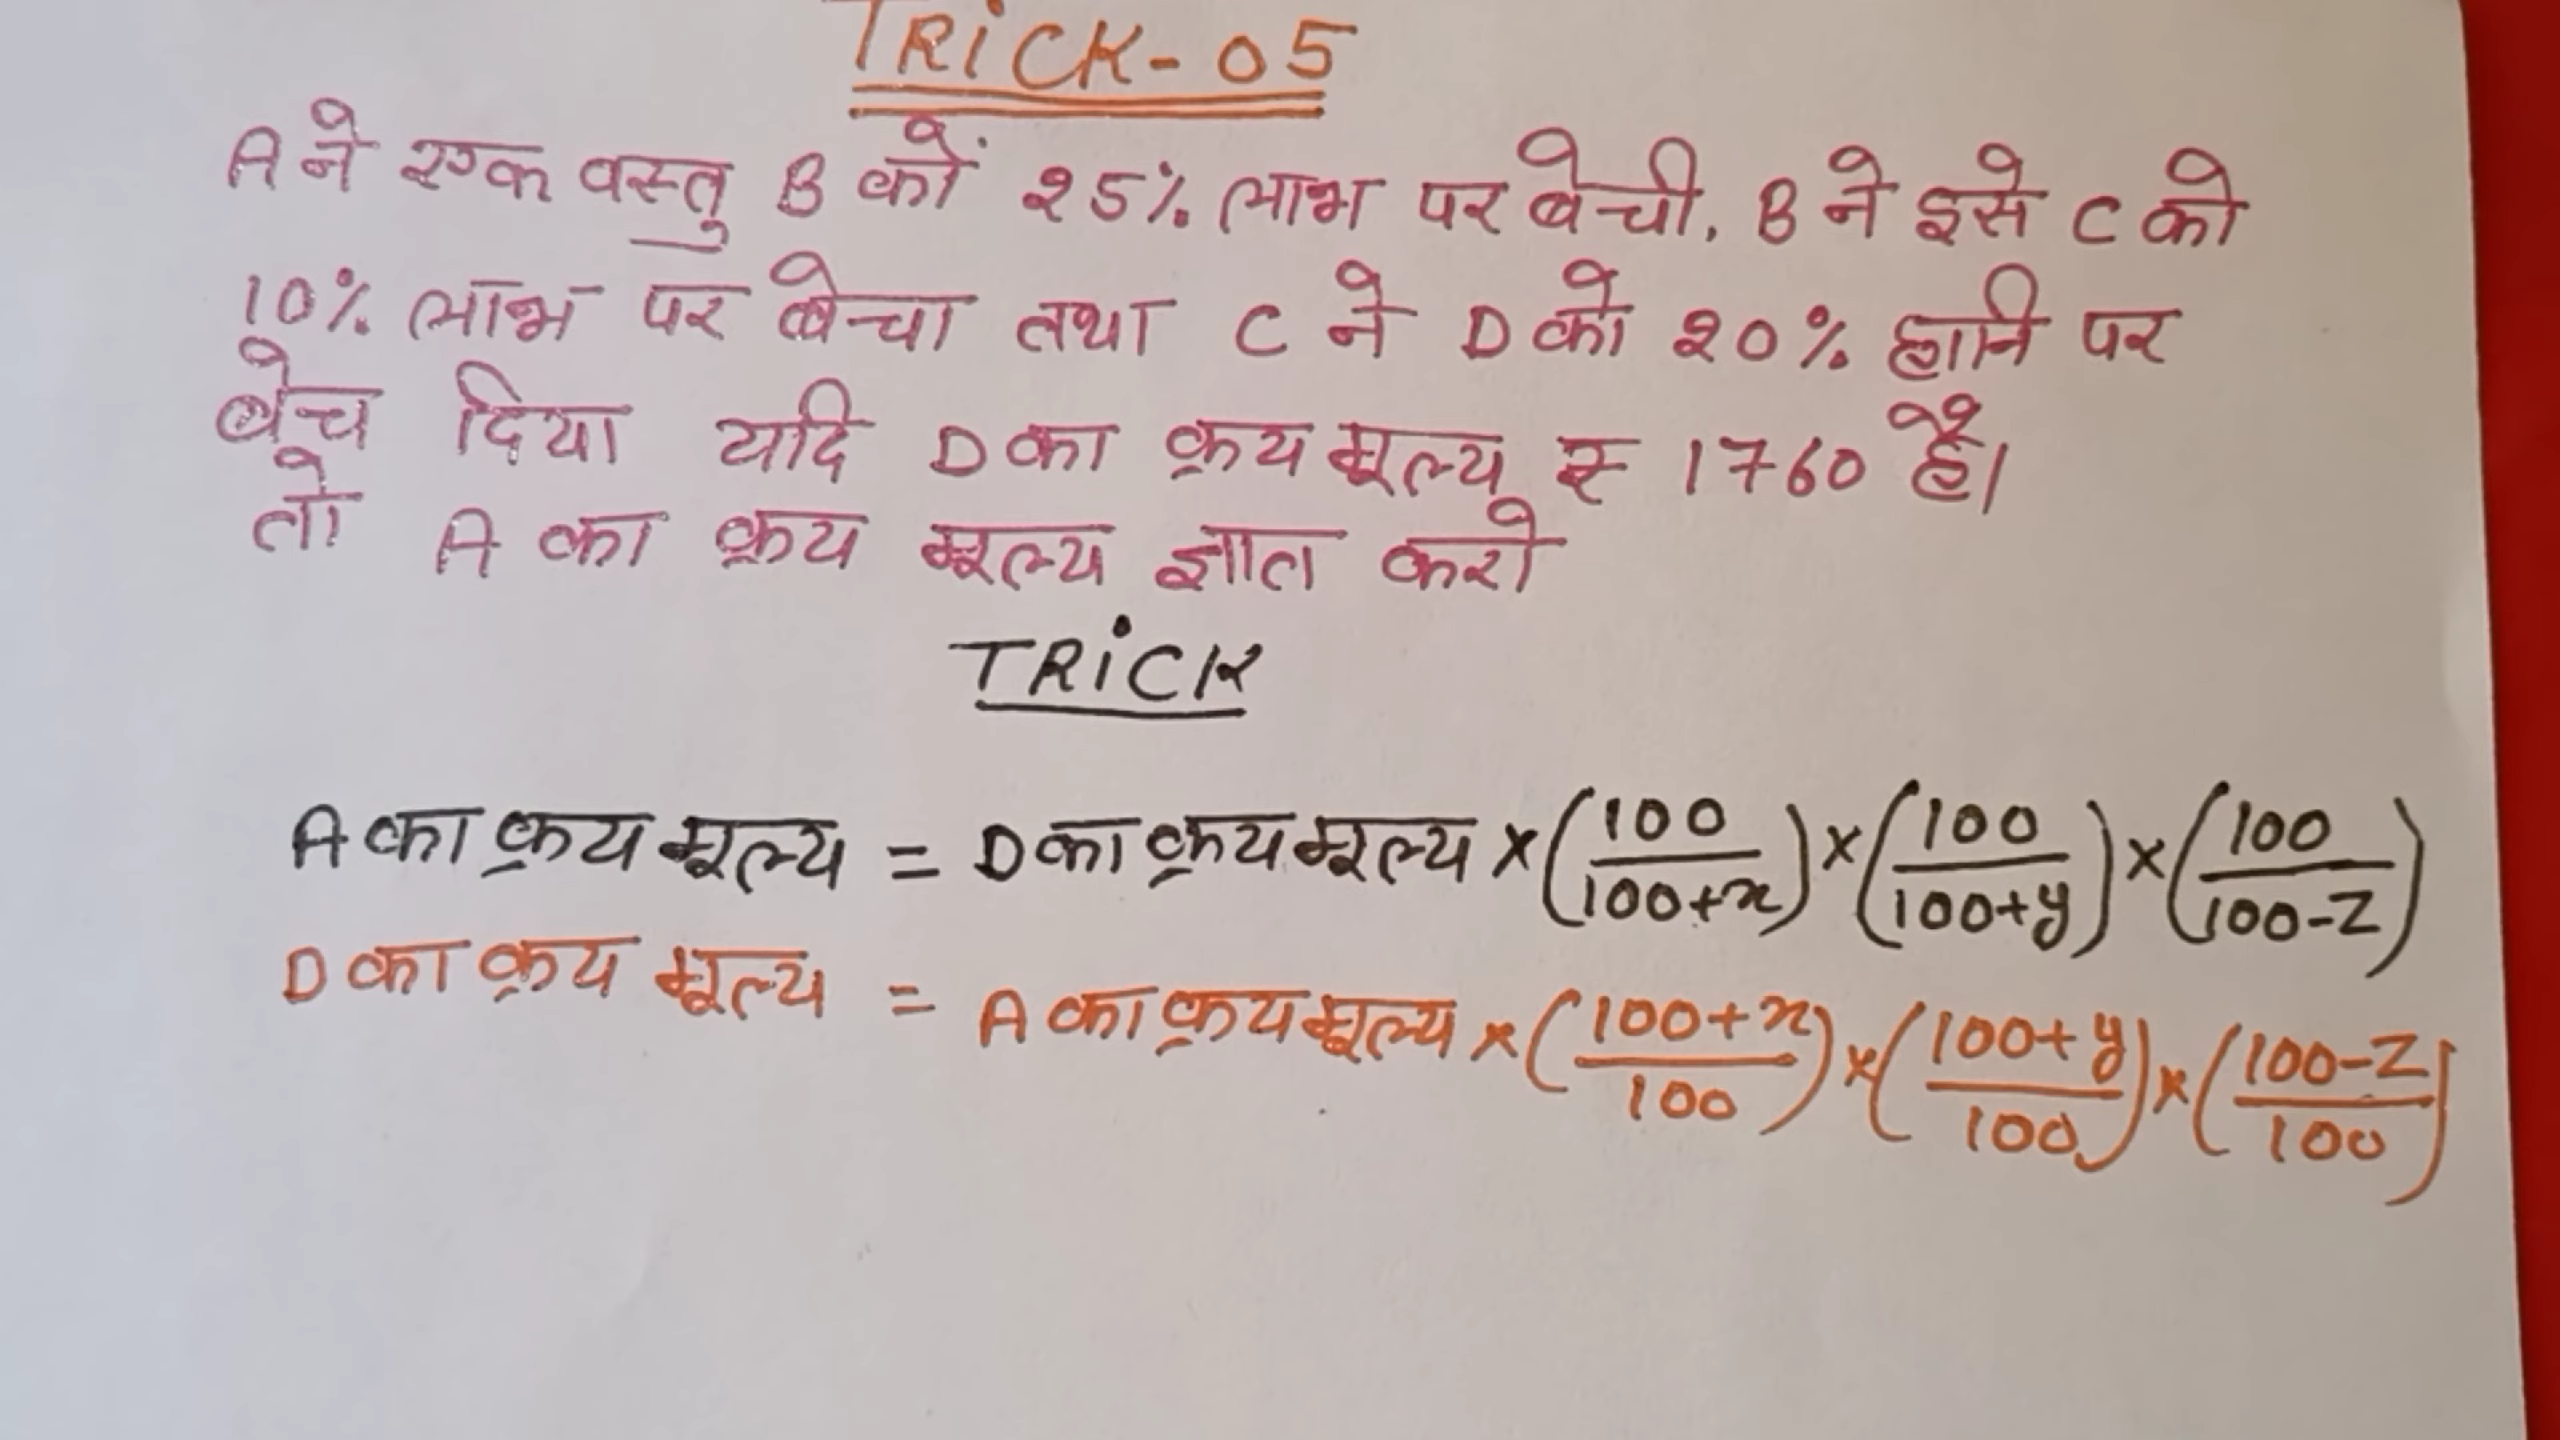 TRiCK-05
A ने एक वस्तु B कों 25% लाभ पर बेची, B ने इसे C को
10% लाभ पर बेचा तथा C ने D को 20% हानि पर
बेच दिया यदि D का क्रय मूल्य रु 1760 है।
तो A का क्रय मूल्य ज्ञात करो
TRiCK
A का क्रय मूल्य = D का क्रय मूल्य × (100/100+x) × (100/100+y) × (100/100-Z)
D का क्रय मूल्य = A का क्रय मूल्य × (100+x/100) × (100+y/100) × (100-Z/100)